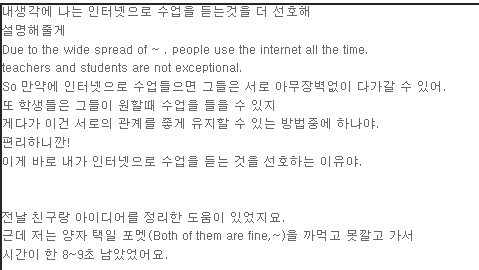 내생각에 나는 인터넷으로 수업을 듣는것을 더 선호해
설명해줄게
Due to the wide spread of ~ . people use the internet all the time.
teachers and students are not exceptional.
So 만약에 인터넷으로 수업들으면 그들은 서로 아무장벽없이 다가갈 수 있어.
또 학생들은 그들이 원할때 수업을 들을 수 있지
게다가 이건 서로의 관계를 좋게 유지할 수 있는 방법중에 하나야.
편리하니깐!
이게 바로 내가 인터넷으로 수업을 듣는 것을 선호하는 이유야.
전날 친구랑 아이디어를 정리한 도움이 있었지요.
근데 저는 양자 택일 포멧(Both of them are fine,~)을 까먹고 못깔고 가서
시간이 한 8~9초 남았었어요.